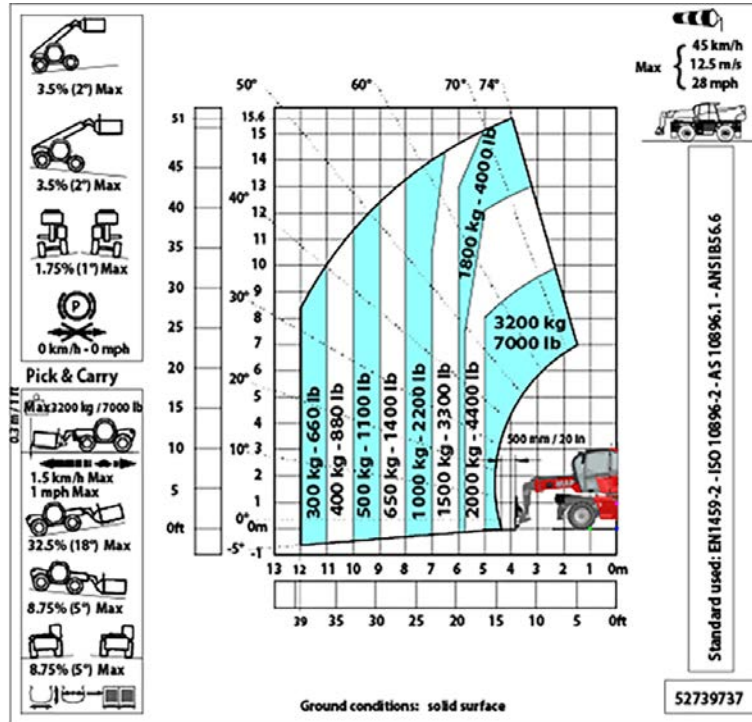 3.5% (2°) Max
3.5% (2°) Max
1.75% (1°) Max
P
0 km/h - 0 mph
Pick & Carry
0.3 m / 1 ft
Max 3200 kg / 7000 lb
1.5 km/h Max
1 mph Max
32.5% (18°) Max
8.75% (5°) Max
8.75% (5°) Max
50°
60°
70°
74°
40°
30°
20°
10°
0°
-5°
51
45
40
35
30
25
20
15
10
5
0ft
15.6
15
14
13
12
11
10
9
8
7
6
5
4
3
2
1
0m
-1
300 kg - 660 lb
400 kg - 880 lb
500 kg - 1100 lb
650 kg - 1400 lb
1000 kg - 2200 lb
1500 kg - 3300 lb
2000 kg - 4400 lb
1800 kg - 4000 lb
3200 kg
7000 lb
500 mm / 20 in
13 12 11 10 9 8 7 6 5 4 3 2 1 0m
39 35 30 25 20 15 10 5 0ft
Ground conditions: solid surface
Max
45 km/h
12.5 m/s
28 mph
Standard used: EN1459-2 - ISO 10896-2 - AS 10896.1 - ANSI B56.6
52739737